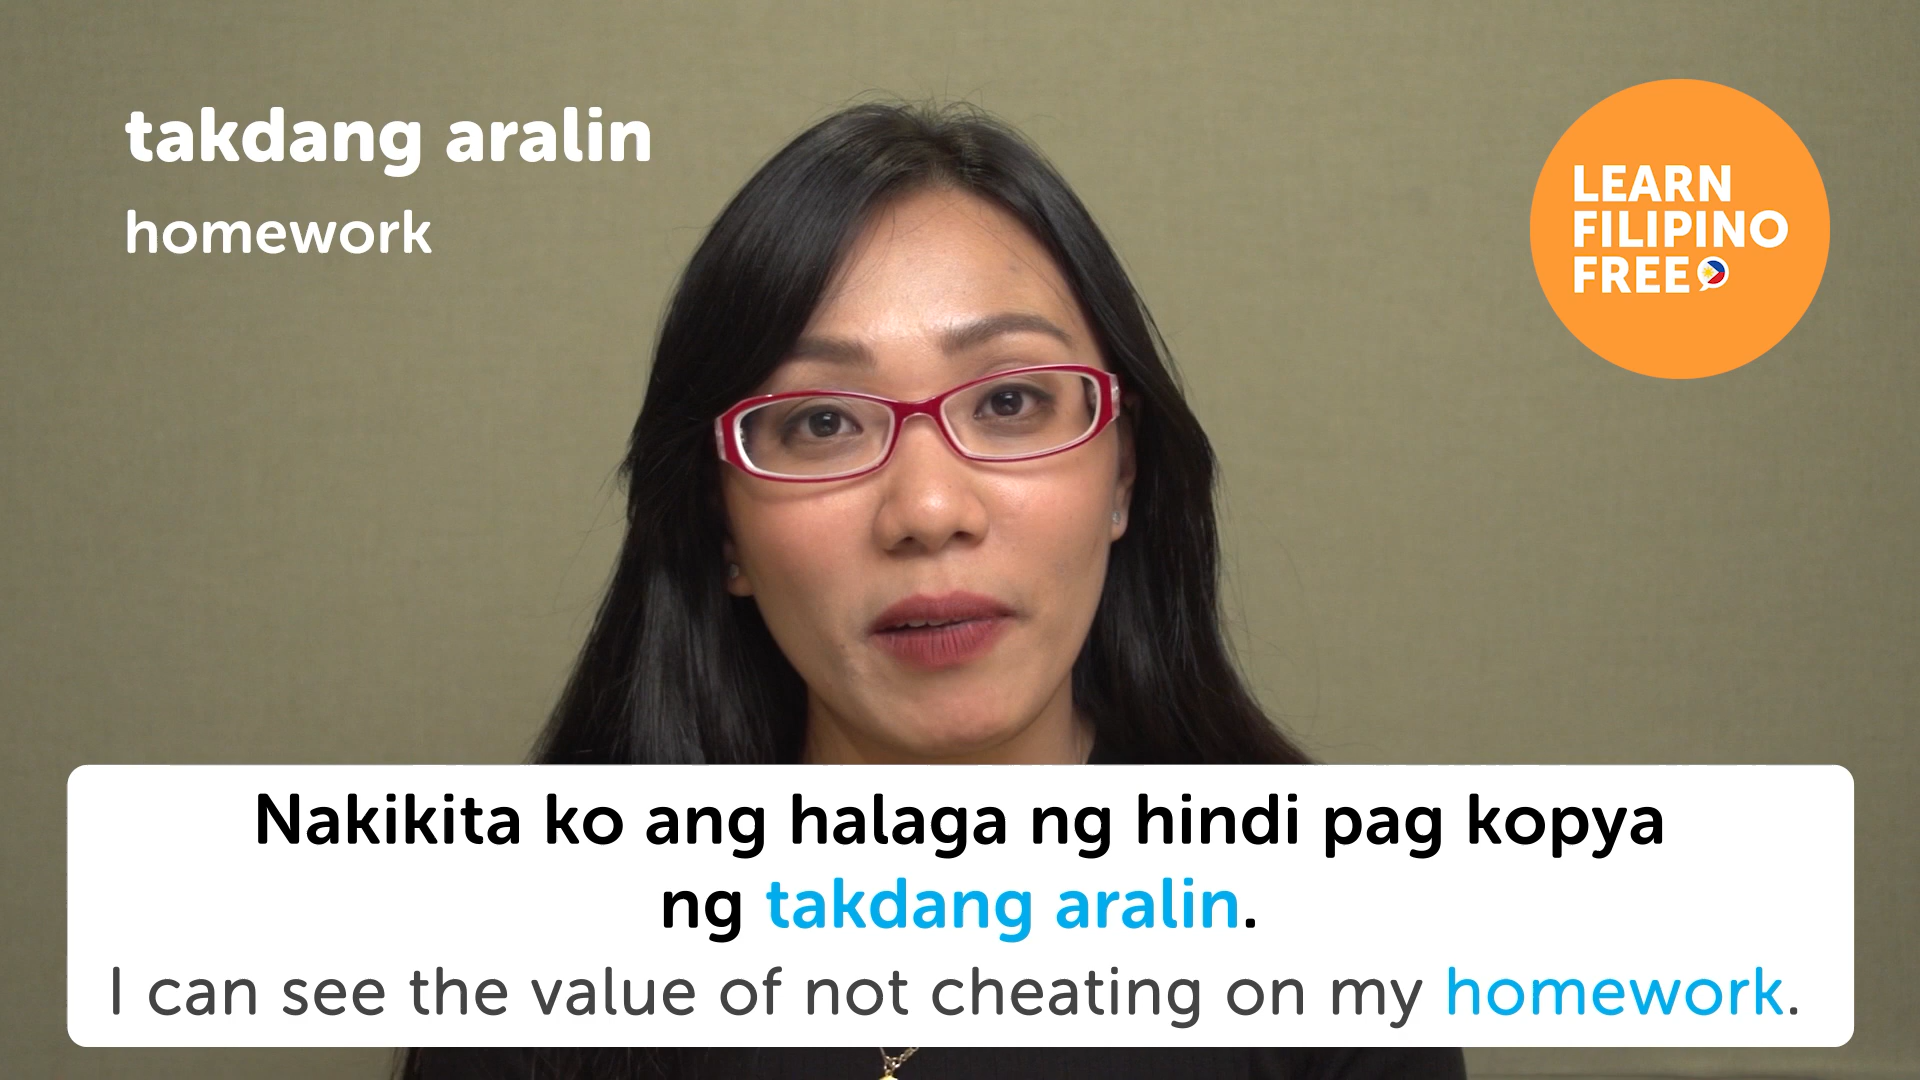 takdang aralin
homework
LEARN
FILIPINO
FREE
Nakikita ko ang halaga ng hindi pag kopya
ng takdang aralin.
I can see the value of not cheating on my homework.